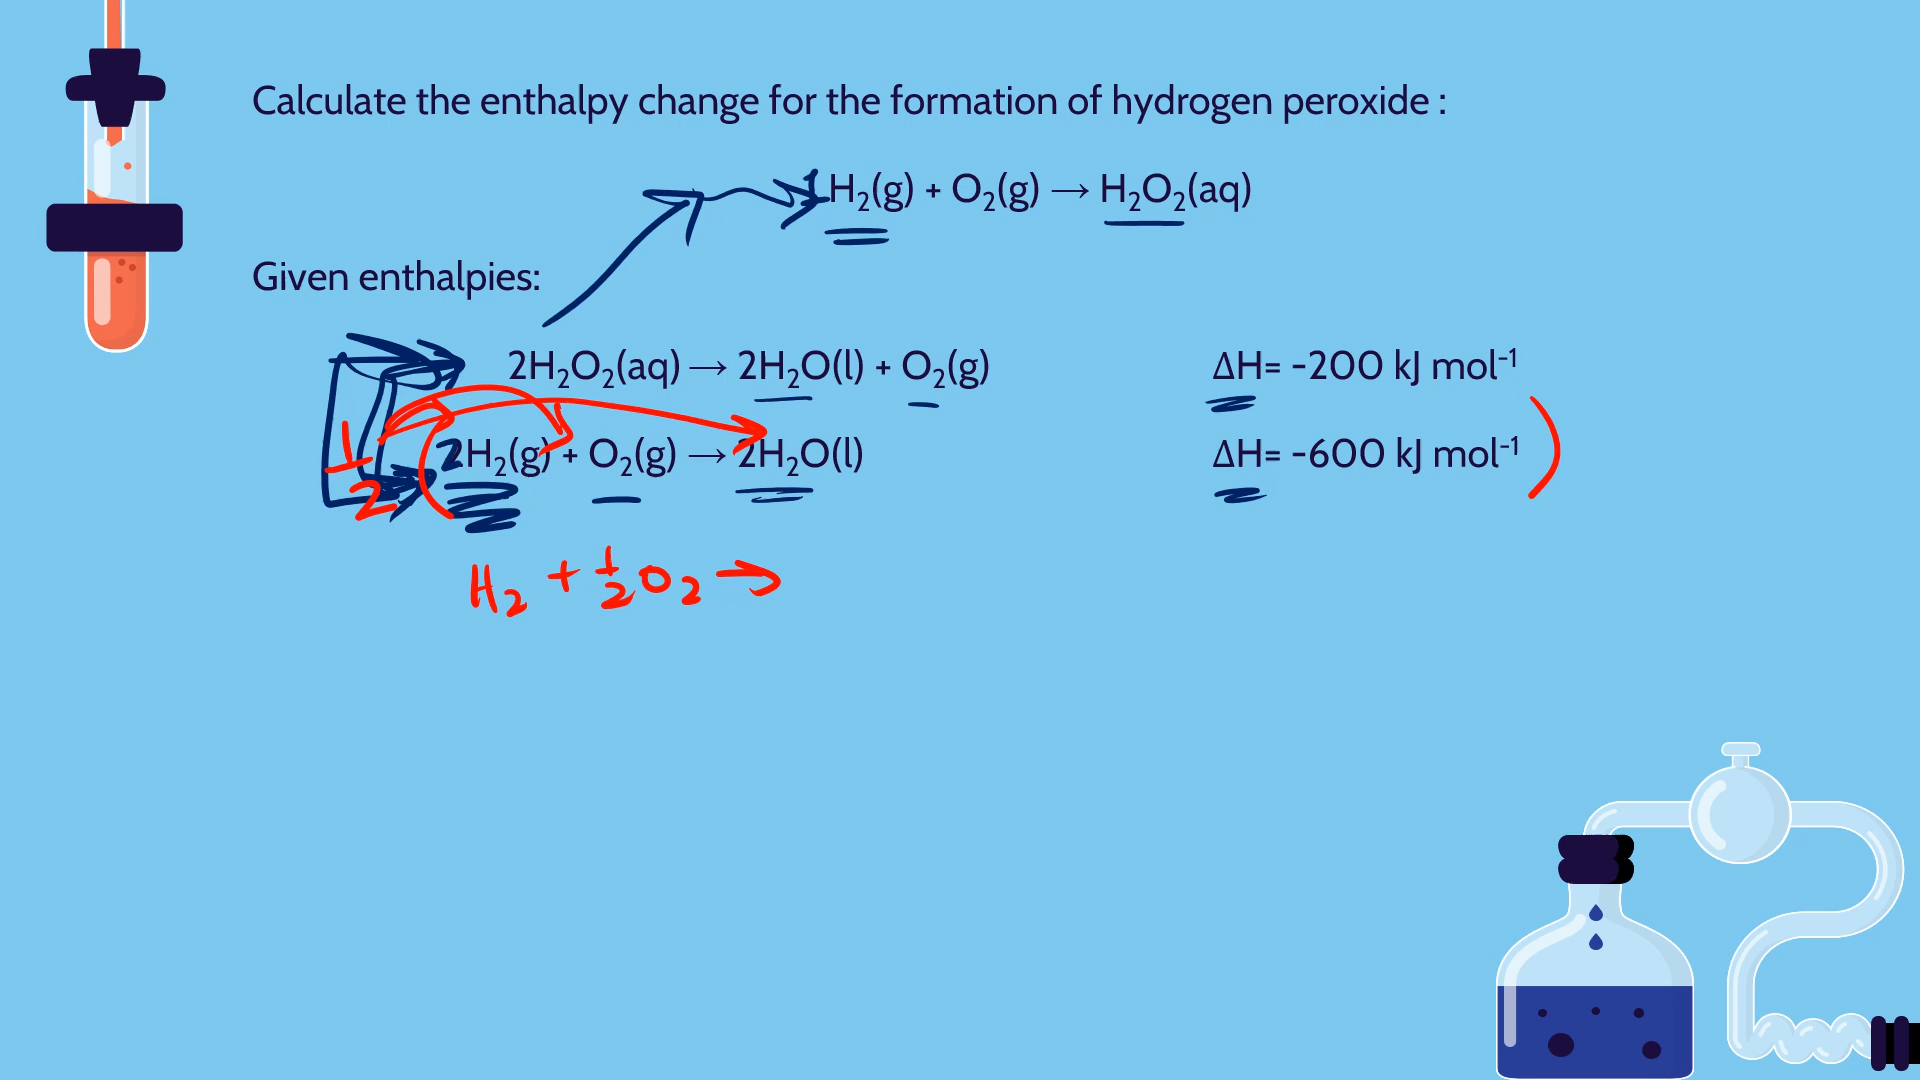 Calculate the enthalpy change for the formation of hydrogen peroxide :
1 H₂(g) + O₂(g) → H₂O₂(aq)
Given enthalpies:
2H₂O₂(aq) → 2H₂O(l) + O₂(g) ΔH= -200 kJ mol⁻¹
1/2 2H₂(g) + O₂(g) → 2H₂O(l) ΔH= -600 kJ mol⁻¹
H₂ + 1/2 O₂ →